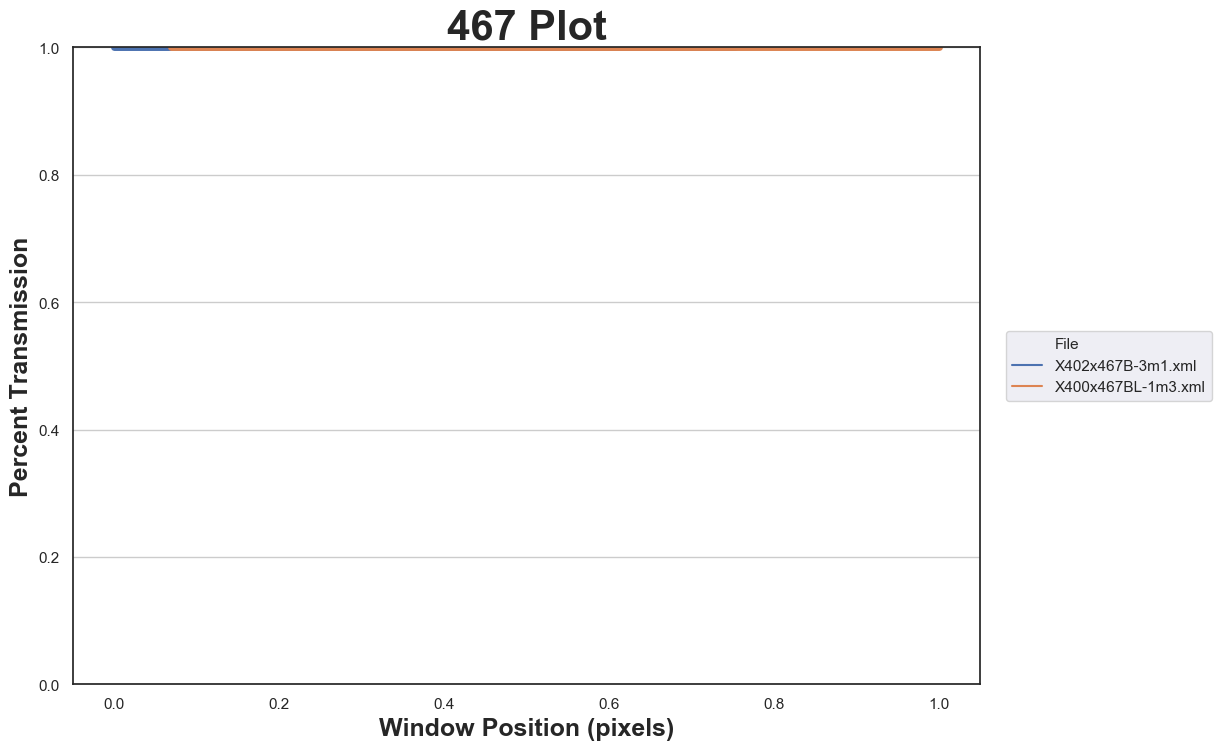 467 Plot
1.0
0.8
0.6
0.4
0.2
0.0
Percent Transmission
0.0 0.2 0.4 0.6 0.8 1.0
Window Position (pixels)
File
X402x467B-3m1.xml
X400x467BL-1m3.xml